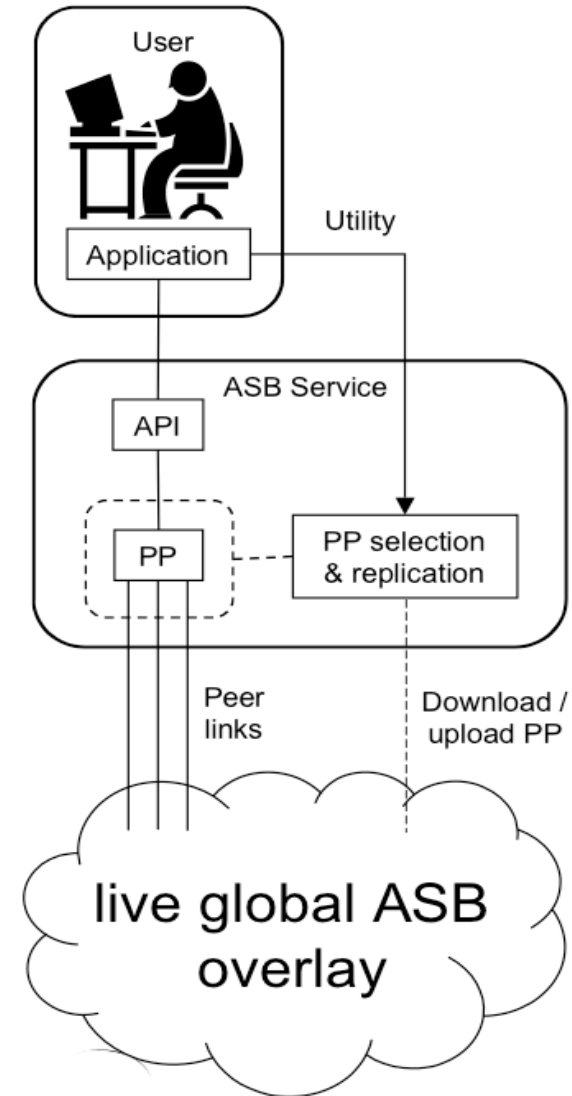 User
Application
Utility
ASB Service
API
PP
PP selection
& replication
Peer
links
Download /
upload PP
live global ASB
overlay